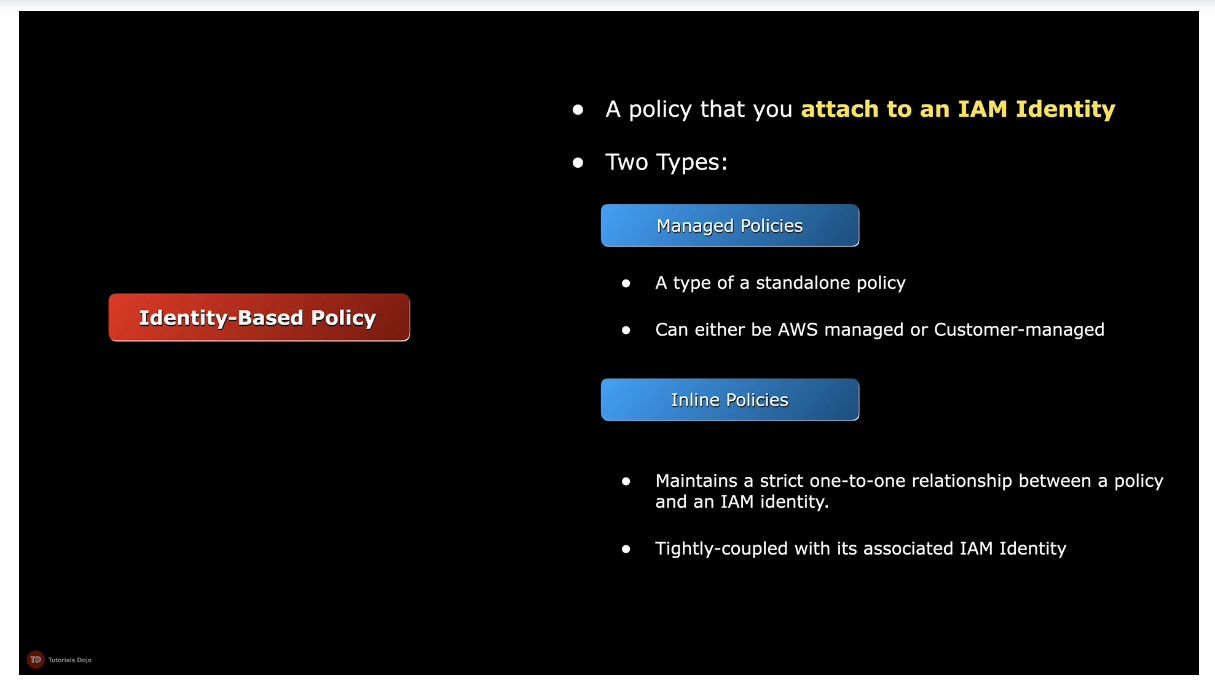 Identity-Based Policy
● A policy that you attach to an IAM Identity
● Two Types:
Managed Policies
● A type of a standalone policy
● Can either be AWS managed or Customer-managed
Inline Policies
● Maintains a strict one-to-one relationship between a policy
and an IAM identity.
● Tightly-coupled with its associated IAM Identity
TD Tutorials Dojo